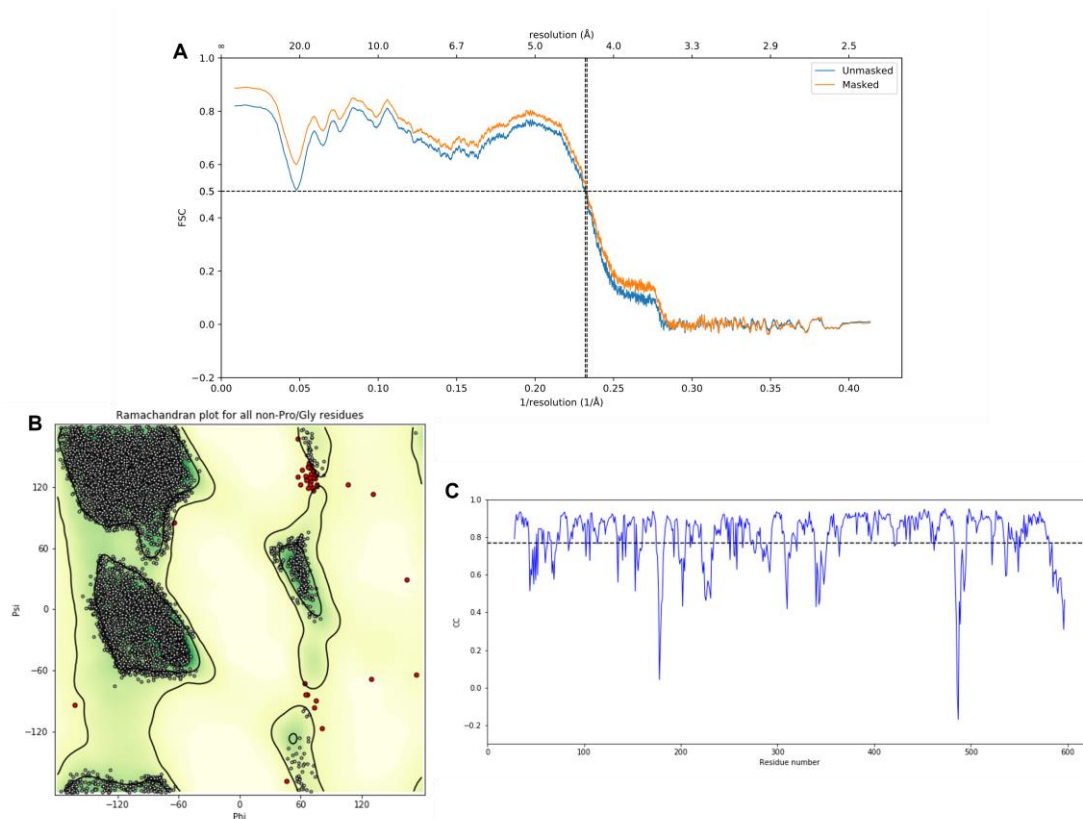 A
resolution (Å)
∞ 20.0 10.0 6.7 5.0 4.0 3.3 2.9 2.5
1.0
0.8
0.6
0.5
0.4
0.2
0.0
−0.2
FSC
Unmasked
Masked
0.00 0.05 0.10 0.15 0.20 0.25 0.30 0.35 0.40
1/resolution (1/Å)
B
Ramachandran plot for all non-Pro/Gly residues
120
60
0
−60
−120
Psi
−120 −60 0 60 120
Phi
C
1.0
0.8
0.6
0.4
0.2
0.0
−0.2
CC
0 100 200 300 400 500 600
Residue number